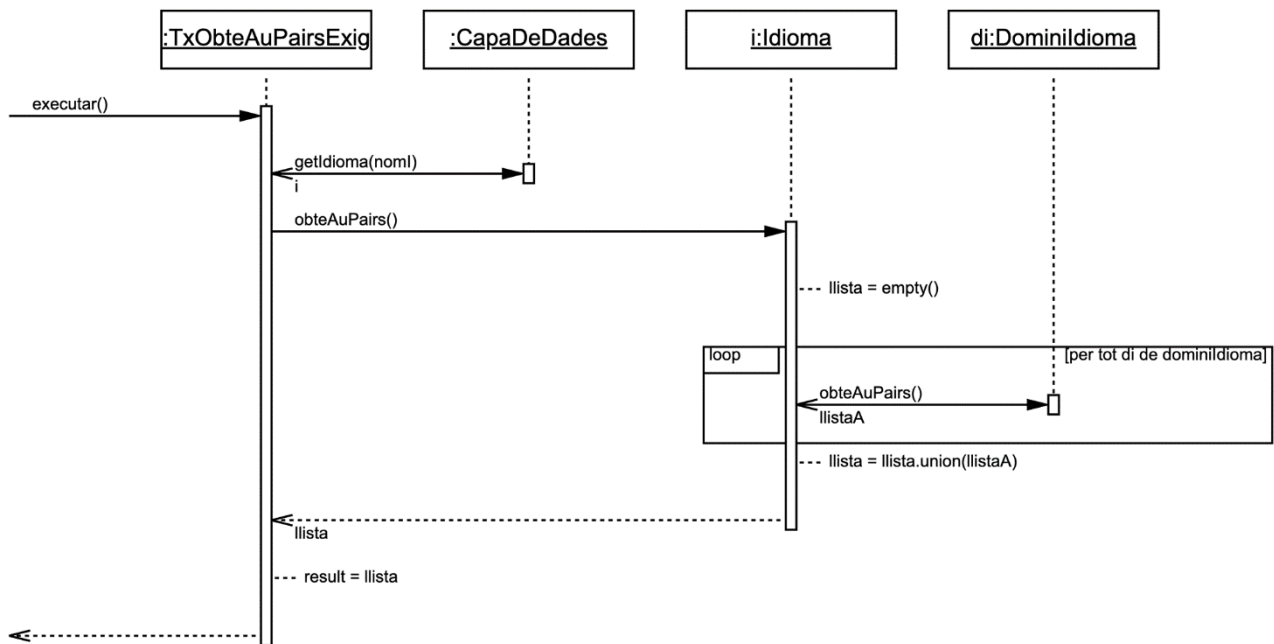 :TxObteAuPairsExig
:CapaDeDades
i:Idioma
di:DominiIdioma
executar()
getIdioma(nomI)
i
obteAuPairs()
llista = empty()
loop
[per tot di de dominiIdioma]
obteAuPairs()
llistaA
llista = llista.union(llistaA)
llista
result = llista